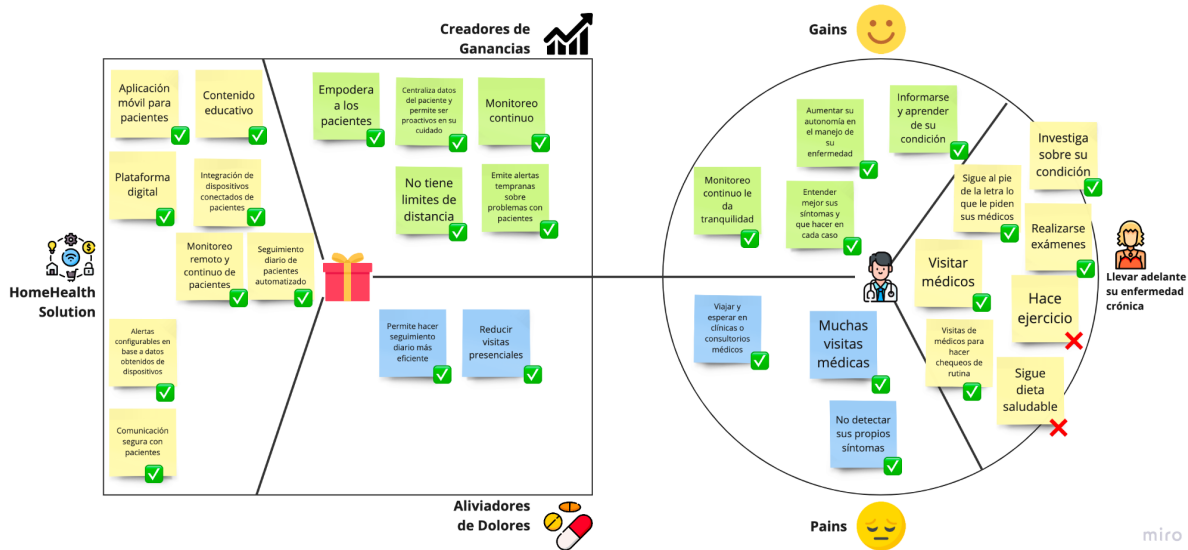 Creadores de
Ganancias
Gains
Aplicación
móvil para
pacientes
Contenido
educativo
Empodera
a los
pacientes
Centraliza datos
del paciente y
permite ser
proactivos en su
cuidado
Monitoreo
continuo
Plataforma
digital
Integración de
dispositivos
conectados de
pacientes
No tiene
limites de
distancia
Emite alertas
tempranas
sobre
problemas con
pacientes
Monitoreo
remoto y
continuo de
pacientes
Seguimiento
diario de
pacientes
automatizado
HomeHealth
Solution
Alertas
configurables en
base a datos
obtenidos de
dispositivos
Comunicación
segura con
pacientes
Permite hacer
seguimiento
diario más
eficiente
Reducir
visitas
presenciales
Aliviadores
de Dolores
Aumentar su
autonomía en
el manejo de
su
enfermedad
Informarse
y aprender
de su
condición
Monitoreo
continuo le
da
tranquilidad
Entender
mejor sus
síntomas y
que hacer en
cada caso
Investiga
sobre su
condición
Sigue al pie
de la letra lo
que le piden
sus médicos
Realizarse
exámenes
Visitar
médicos
Hace
ejercicio
Visitas de
médicos para
hacer
chequeos de
rutina
Sigue
dieta
saludable
Llevar adelante
su enfermedad
crónica
Viajar y
esperar en
clínicas o
consultorios
médicos
Muchas
visitas
médicas
No detectar
sus propios
síntomas
Pains
miro